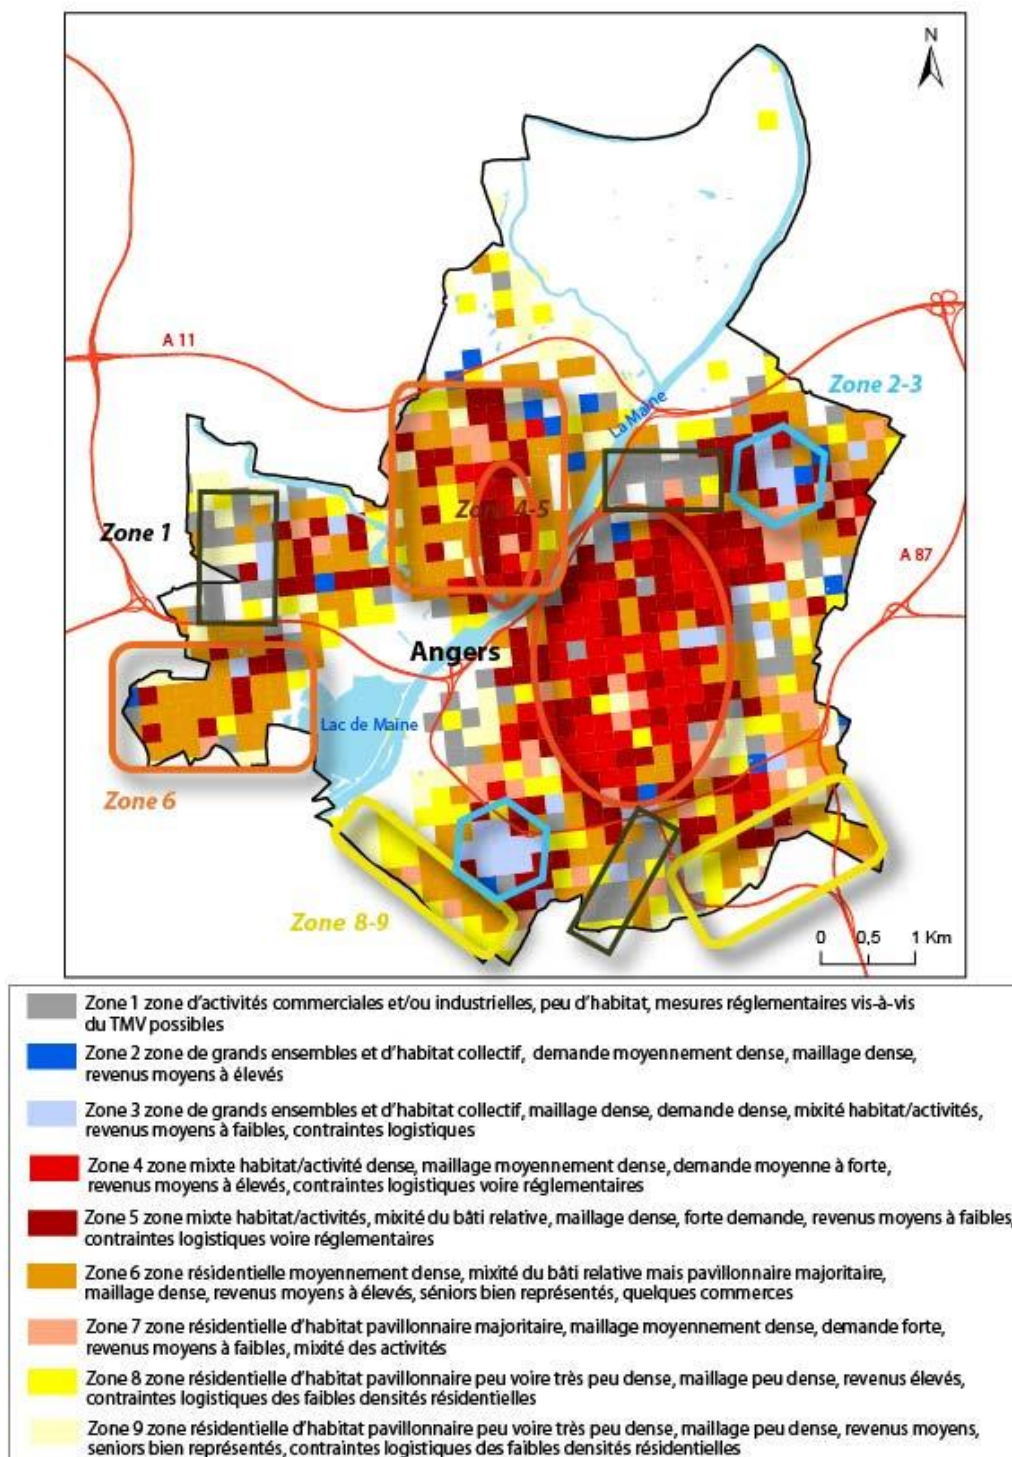 N
A 11
Zone 2-3
La Maine
Zone 4-5
Zone 1
A 87
Angers
Lac de Maine
Zone 6
Zone 8-9
0 0,5 1 Km
Zone 1 zone d'activités commerciales et/ou industrielles, peu d'habitat, mesures réglementaires vis-à-vis
du TMV possibles
Zone 2 zone de grands ensembles et d'habitat collectif, demande moyennement dense, maillage dense,
revenus moyens à élevés
Zone 3 zone de grands ensembles et d'habitat collectif, maillage dense, demande dense, mixité habitat/activités,
revenus moyens à faibles, contraintes logistiques
Zone 4 zone mixte habitat/activité dense, maillage moyennement dense, demande moyenne à forte,
revenus moyens à élevés, contraintes logistiques voire réglementaires
Zone 5 zone mixte habitat/activités, mixité du bâti relative, maillage dense, forte demande, revenus moyens à faibles,
contraintes logistiques voire réglementaires
Zone 6 zone résidentielle moyennement dense, mixité du bâti relative mais pavillonnaire majoritaire,
maillage dense, revenus moyens à élevés, séniors bien représentés, quelques commerces
Zone 7 zone résidentielle d'habitat pavillonnaire majoritaire, maillage moyennement dense, demande forte,
revenus moyens à faibles, mixité des activités
Zone 8 zone résidentielle d'habitat pavillonnaire peu voire très peu dense, maillage peu dense, revenus élevés,
contraintes logistiques des faibles densités résidentielles
Zone 9 zone résidentielle d'habitat pavillonnaire peu voire très peu dense, maillage peu dense, revenus moyens,
seniors bien représentés, contraintes logistiques des faibles densités résidentielles